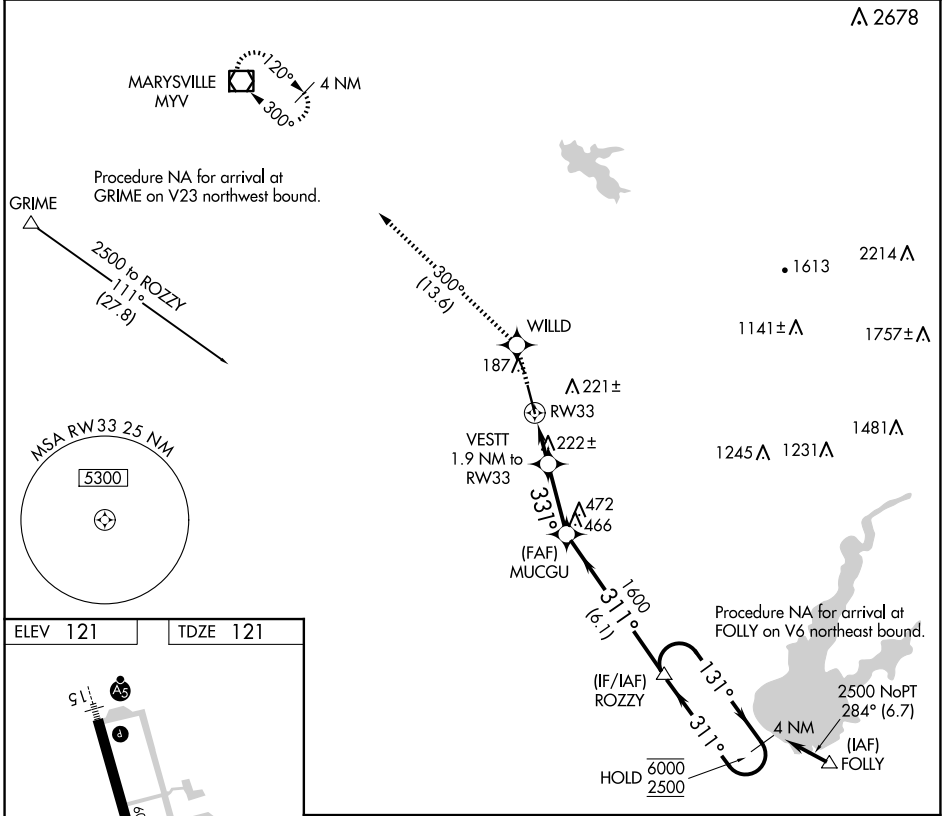 2678
MARYSVILLE
MYV
120°
300°
4 NM
Procedure NA for arrival at
GRIME on V23 northwest bound.
GRIME
2500 to ROZZY
111°
(27.8)
300°
(13.6)
1613
2214
1141±
1757±
WILLD
187
221±
RW33
VESTT
1.9 NM to
RW33
222±
1245
1231
1481
331°
472
466
(FAF)
MUCGU
MSA RW33 25 NM
5300
1600
311°
(6.1)
Procedure NA for arrival at
FOLLY on V6 northeast bound.
(IF/IAF)
ROZZY
131°
311°
4 NM
2500 NoPT
284° (6.7)
(IAF)
FOLLY
HOLD
6000
2500
ELEV 121
TDZE 121
15
A5
P